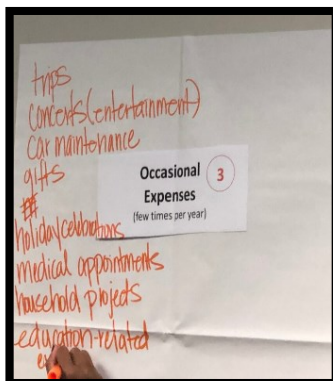 trips
concerts (entertainment)
car maintenance
gifts
Occasional
Expenses
(few times per year)
3
holiday celebrations
medical appointments
household projects
education-related